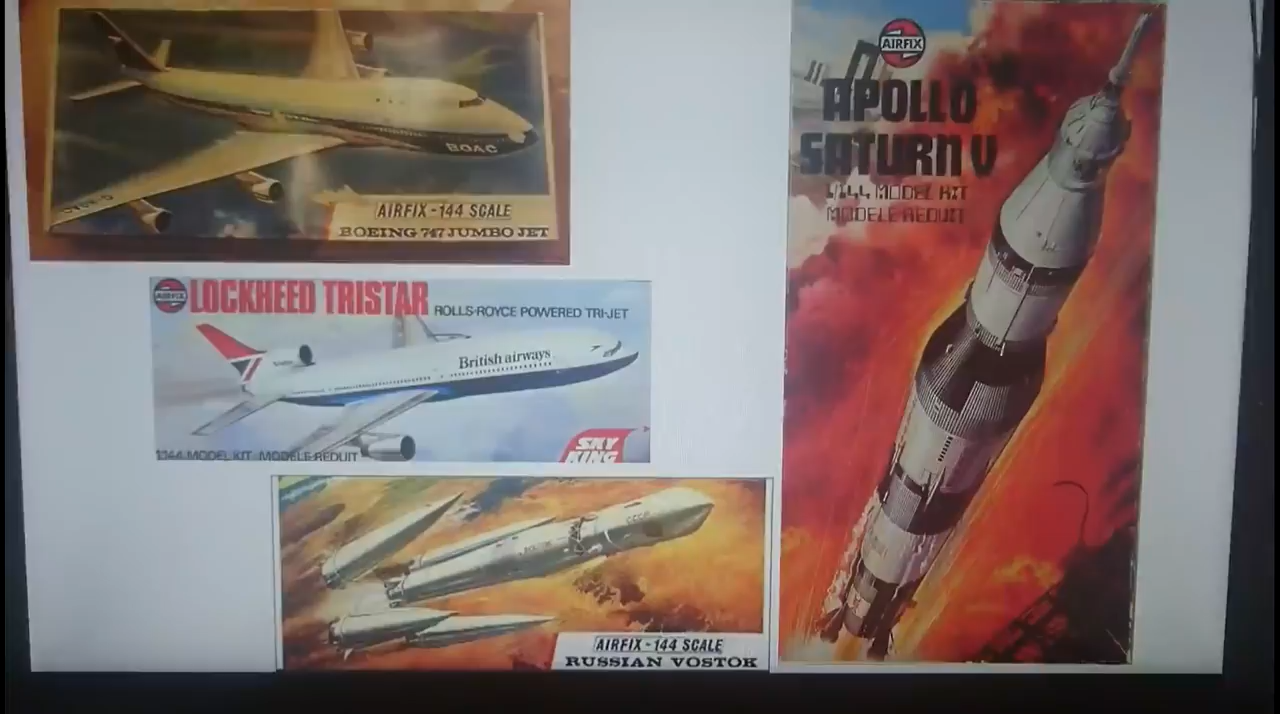 BOAC
AIRFIX-144 SCALE
BOEING 747 JUMBO JET
AIRFIX
LOCKHEED TRISTAR
ROLLS-ROYCE POWERED TRI-JET
British airways
SKY
KING
1/144 MODEL KIT MODELE REDUIT
CCCP
AIRFIX-144 SCALE
RUSSIAN VOSTOK
AIRFIX
APOLLO
SATURN V
1/144 MODEL KIT
MODELE REDUIT